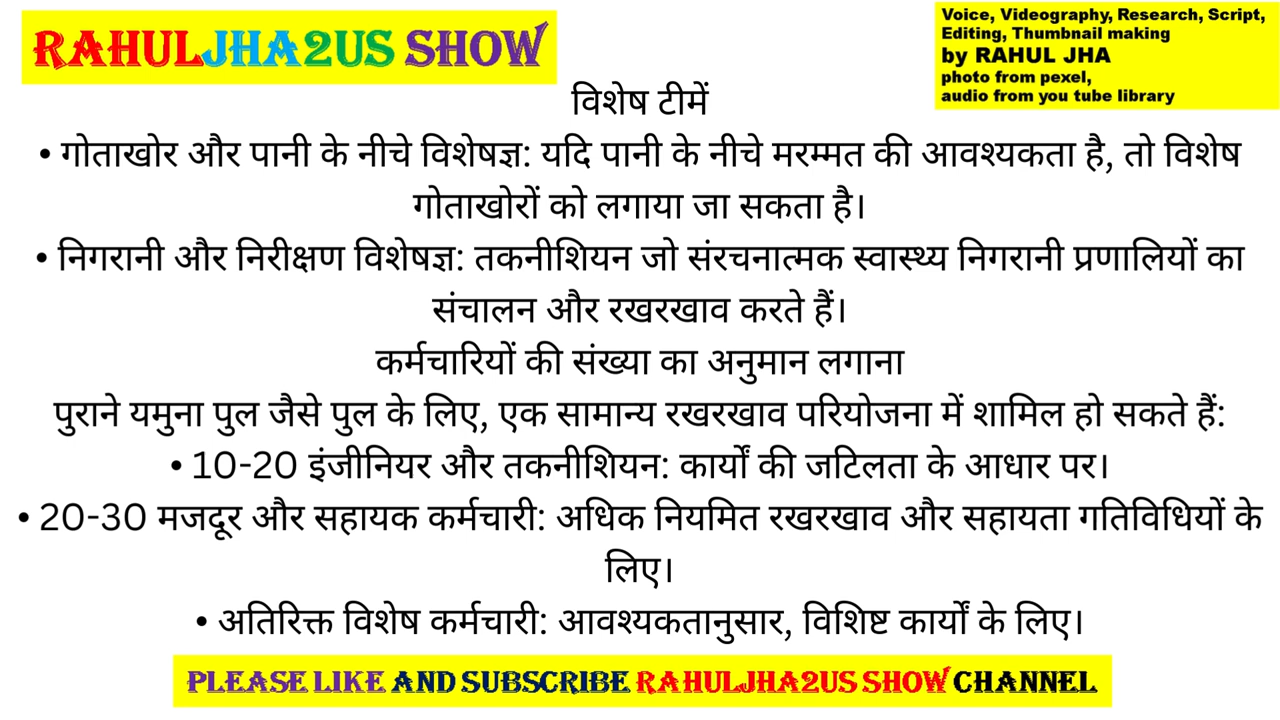 RAHULJHA2US SHOW
Voice, Videography, Research, Script,
Editing, Thumbnail making
by RAHUL JHA
photo from pexel,
audio from you tube library
विशेष टीमें
• गोताखोर और पानी के नीचे विशेषज्ञ: यदि पानी के नीचे मरम्मत की आवश्यकता है, तो विशेष
गोताखोरों को लगाया जा सकता है।
• निगरानी और निरीक्षण विशेषज्ञ: तकनीशियन जो संरचनात्मक स्वास्थ्य निगरानी प्रणालियों का
संचालन और रखरखाव करते हैं।
कर्मचारियों की संख्या का अनुमान लगाना
पुराने यमुना पुल जैसे पुल के लिए, एक सामान्य रखरखाव परियोजना में शामिल हो सकते हैं:
• 10-20 इंजीनियर और तकनीशियन: कार्यों की जटिलता के आधार पर।
• 20-30 मजदूर और सहायक कर्मचारी: अधिक नियमित रखरखाव और सहायता गतिविधियों के
लिए।
• अतिरिक्त विशेष कर्मचारी: आवश्यकतानुसार, विशिष्ट कार्यों के लिए।
PLEASE LIKE AND SUBSCRIBE RAHULJHA2US SHOW CHANNEL